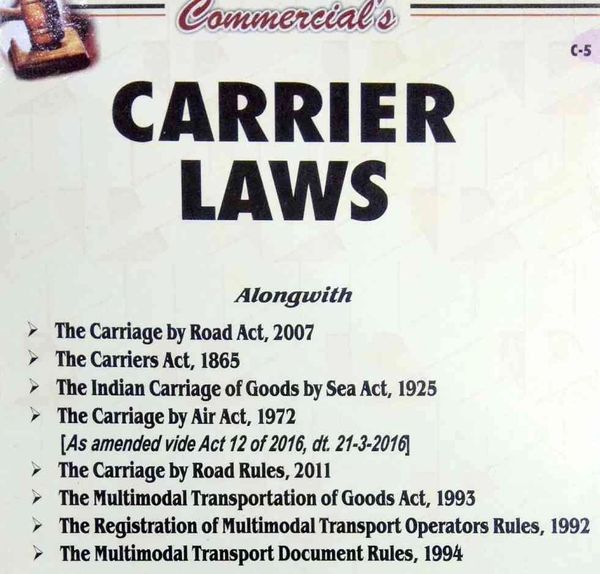 Commercial's
C-5
CARRIER
LAWS
Alongwith
➢ The Carriage by Road Act, 2007
➢ The Carriers Act, 1865
➢ The Indian Carriage of Goods by Sea Act, 1925
➢ The Carriage by Air Act, 1972
[As amended vide Act 12 of 2016, dt. 21-3-2016]
➢ The Carriage by Road Rules, 2011
➢ The Multimodal Transportation of Goods Act, 1993
➢ The Registration of Multimodal Transport Operators Rules, 1992
➢ The Multimodal Transport Document Rules, 1994